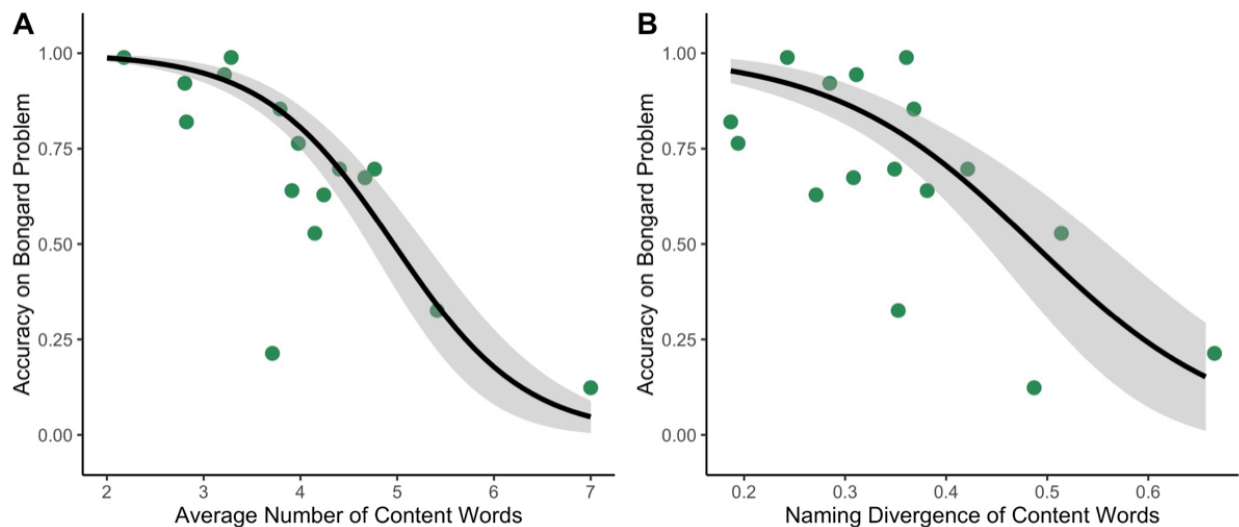 A
Accuracy on Bongard Problem
1.00
0.75
0.50
0.25
0.00
2 3 4 5 6 7
Average Number of Content Words
B
Accuracy on Bongard Problem
1.00
0.75
0.50
0.25
0.00
0.2 0.3 0.4 0.5 0.6
Naming Divergence of Content Words